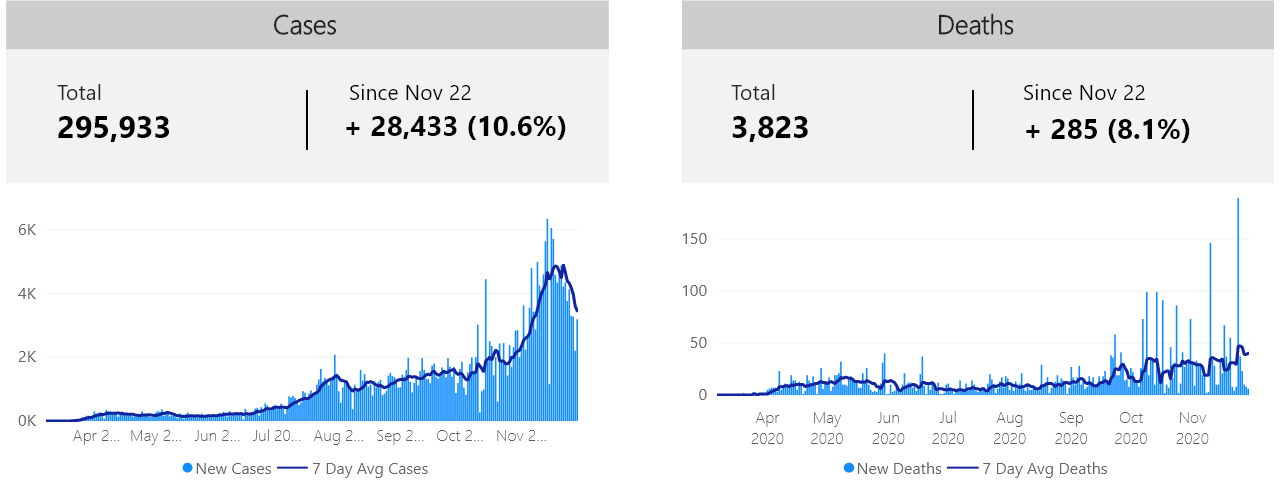 Cases
Total
295,933
Since Nov 22
+ 28,433 (10.6%)
6K
4K
2K
0K
Apr 2... May 2... Jun 2... Jul 20... Aug 2... Sep 2... Oct 2... Nov 2...
New Cases 7 Day Avg Cases
Deaths
Total
3,823
Since Nov 22
+ 285 (8.1%)
150
100
50
0
Apr May Jun Jul Aug Sep Oct Nov
2020 2020 2020 2020 2020 2020 2020 2020
New Deaths 7 Day Avg Deaths